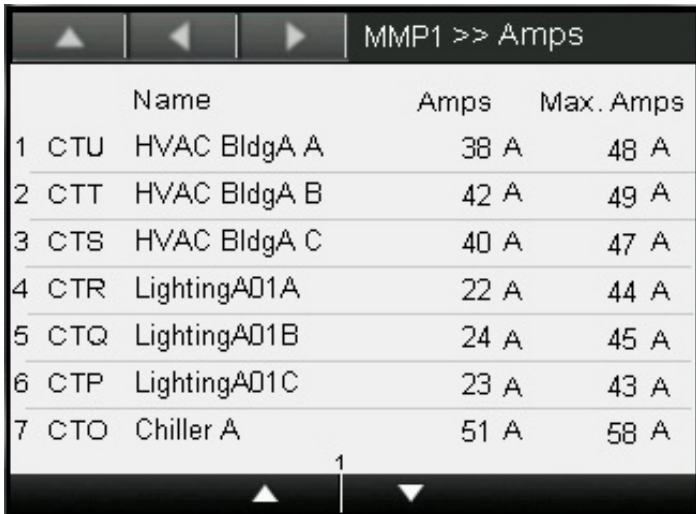 MMP1 >> Amps
Name Amps Max. Amps
1 CTU HVAC BldgA A 38 A 48 A
2 CTT HVAC BldgA B 42 A 49 A
3 CTS HVAC BldgA C 40 A 47 A
4 CTR LightingA01A 22 A 44 A
5 CTQ LightingA01B 24 A 45 A
6 CTP LightingA01C 23 A 43 A
7 CTO Chiller A 51 A 58 A
1